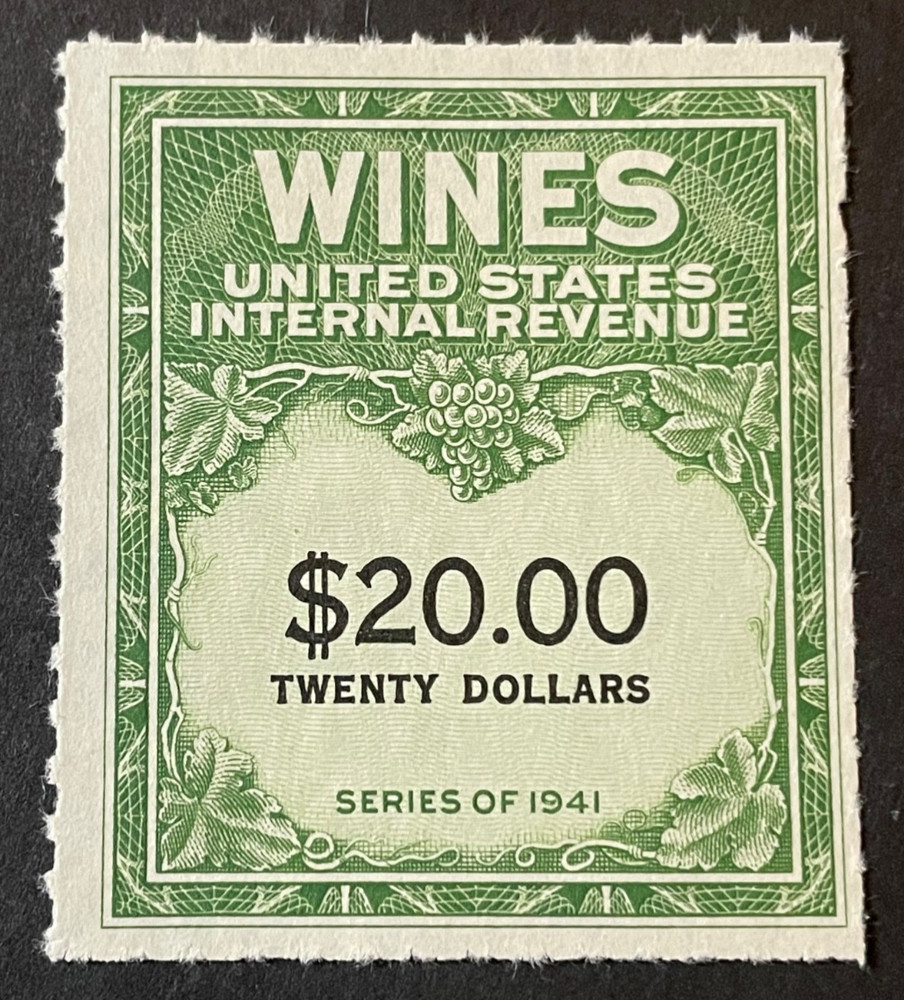 WINES
UNITED STATES
INTERNAL REVENUE
$20.00
TWENTY DOLLARS
SERIES OF 1941